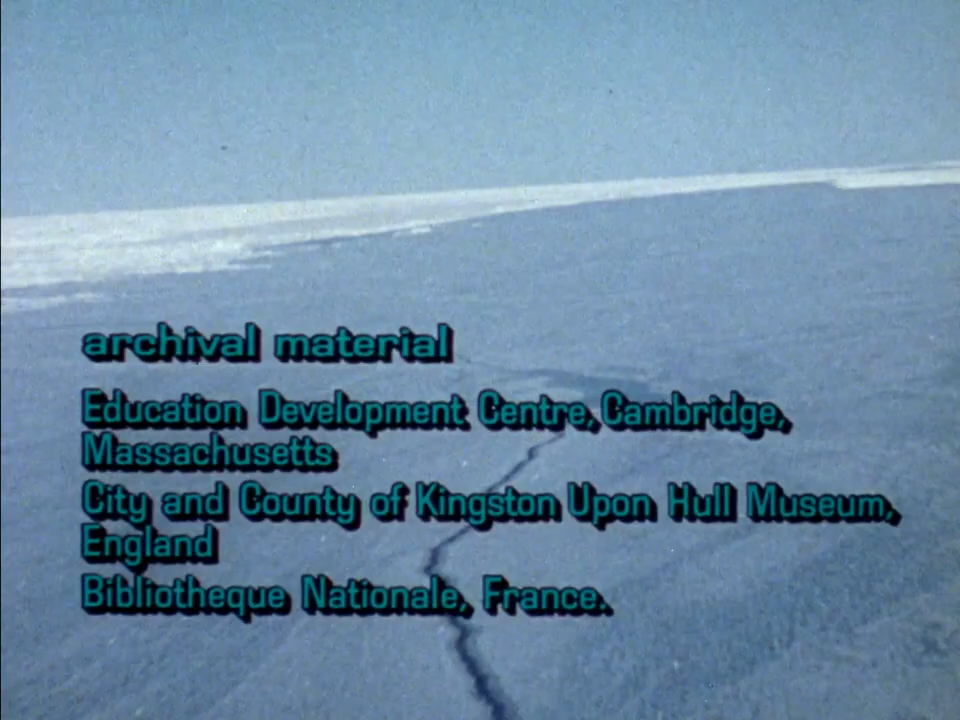 archival material
Education Development Centre, Cambridge,
Massachusetts
City and County of Kingston Upon Hull Museum,
England
Bibliotheque Nationale, France.